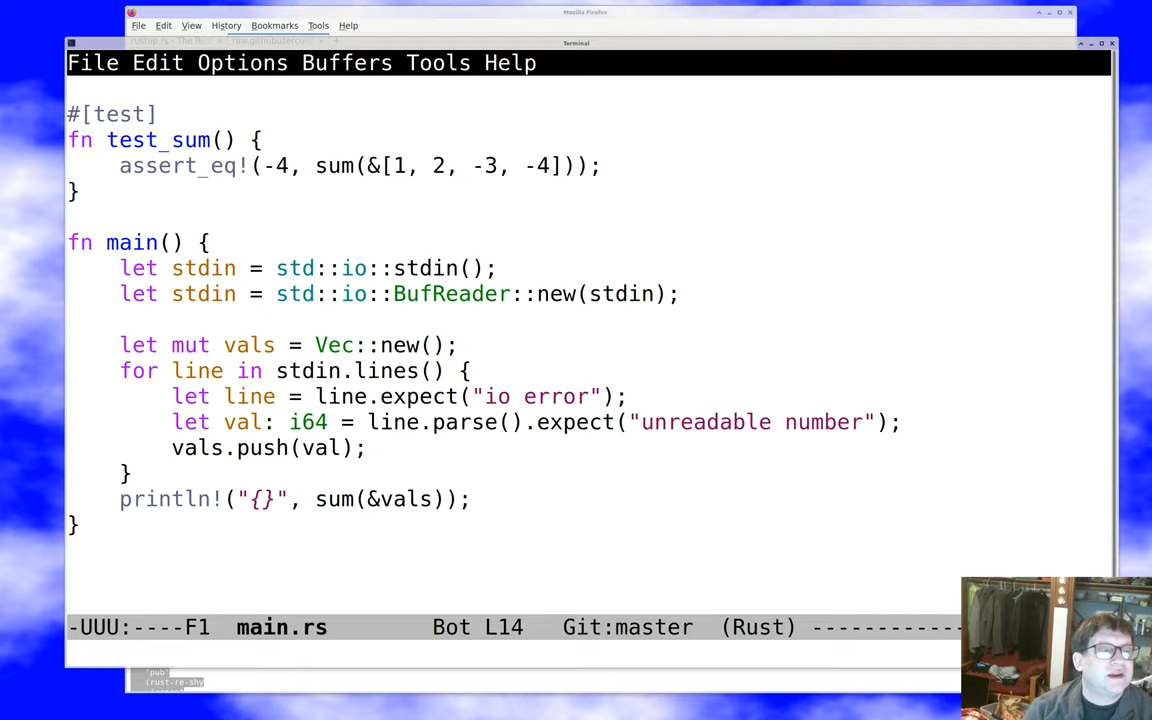 Mozilla Firefox
File Edit View History Bookmarks Tools Help
Terminal
File Edit Options Buffers Tools Help
#[test]
fn test_sum() {
    assert_eq!(-4, sum(&[1, 2, -3, -4]));
}
fn main() {
    let stdin = std::io::stdin();
    let stdin = std::io::BufReader::new(stdin);
    let mut vals = Vec::new();
    for line in stdin.lines() {
        let line = line.expect("io error");
        let val: i64 = line.parse().expect("unreadable number");
        vals.push(val);
    }
    println!("{}", sum(&vals));
}
-UUU:----F1  main.rs        Bot L14   Git:master  (Rust) ------------
"pub"
(rust-re-shy